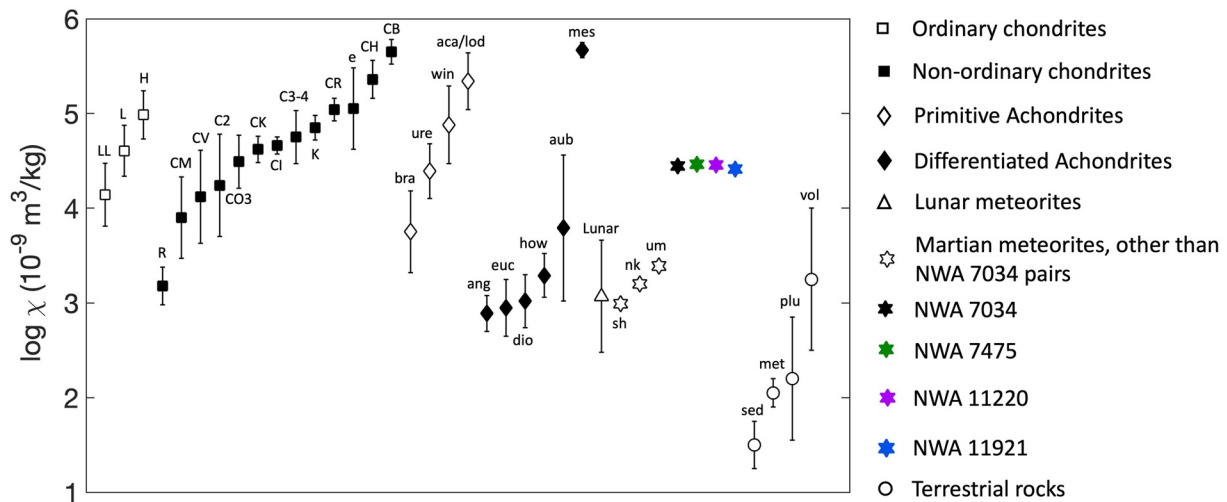 6
5
4
3
2
1
log χ (10⁻⁹ m³/kg)
LL
L
H
R
CM
CV
C2
CO3
CK
CI
C3-4
K
CR
e
CH
CB
bra
ure
win
aca/lod
ang
euc
dio
how
aub
mes
Lunar
sh
nk
um
sed
met
plu
vol
Ordinary chondrites
Non-ordinary chondrites
Primitive Achondrites
Differentiated Achondrites
Lunar meteorites
Martian meteorites, other than
NWA 7034 pairs
NWA 7034
NWA 7475
NWA 11220
NWA 11921
Terrestrial rocks